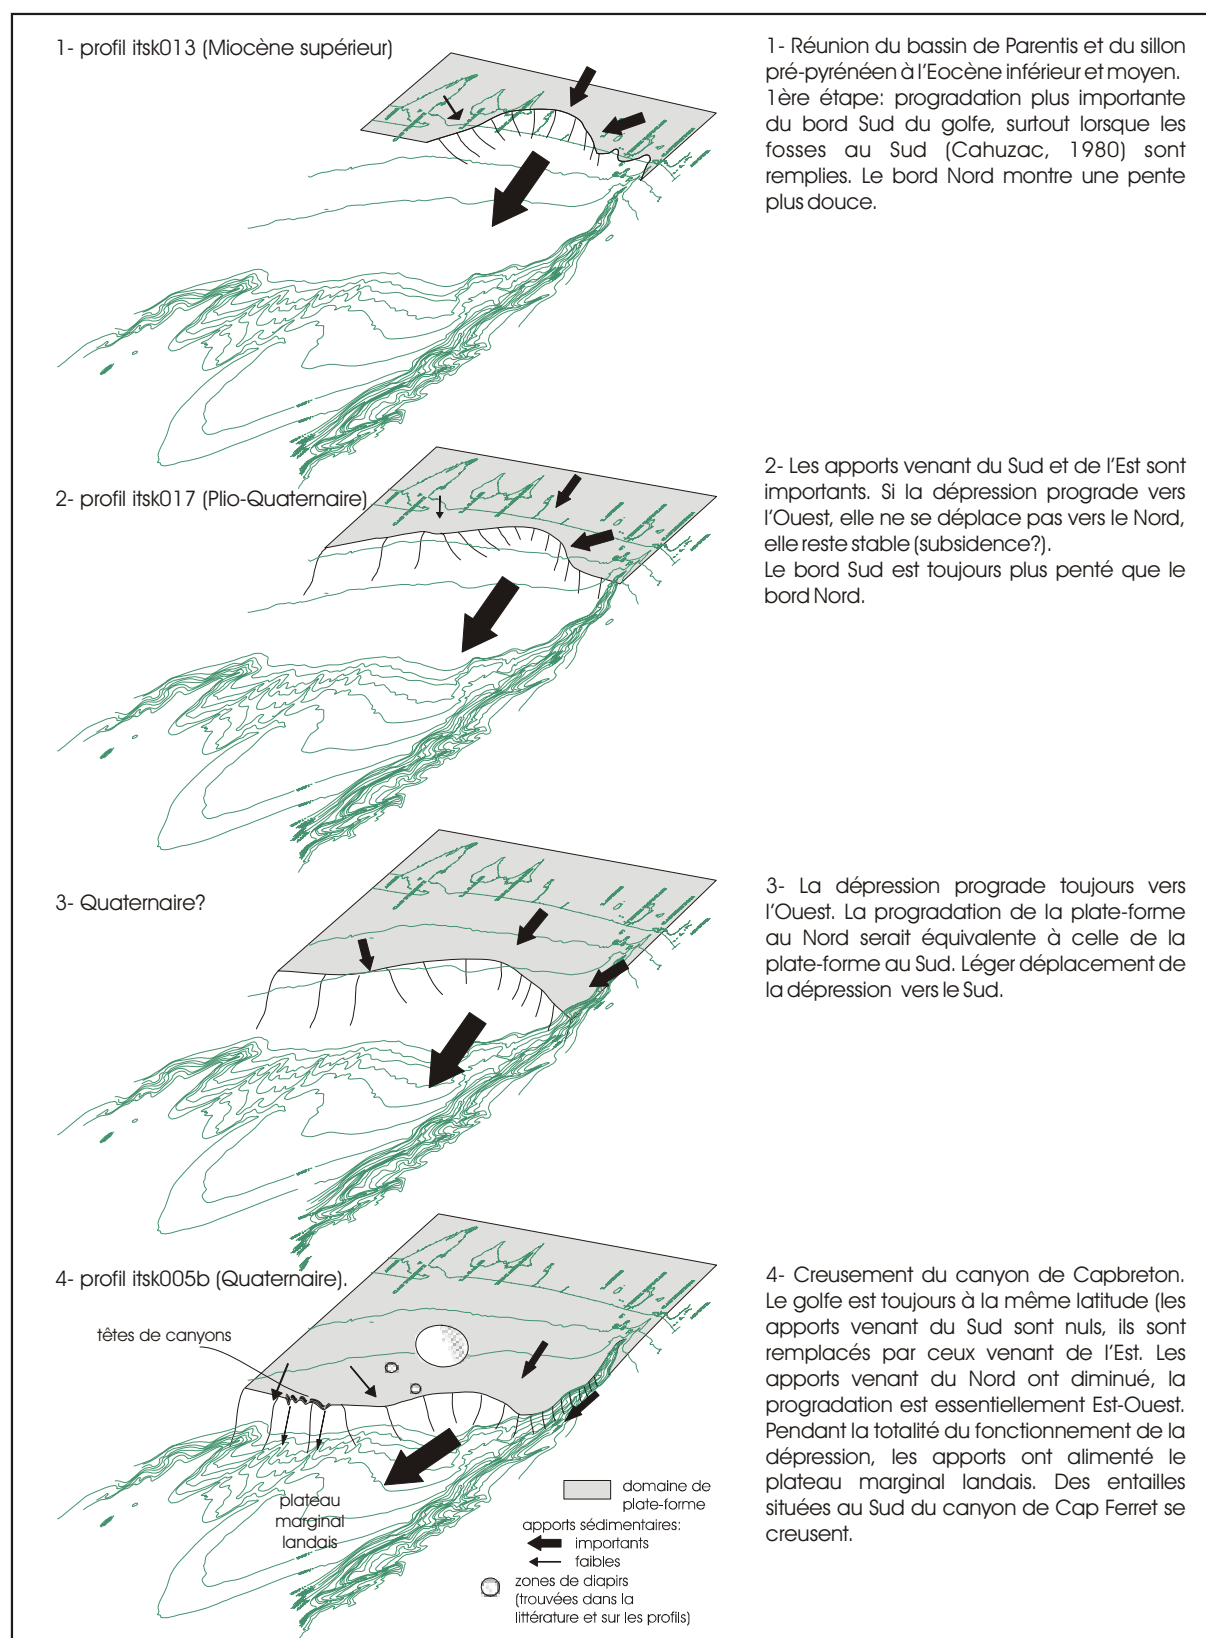 1- profil itsk013 (Miocène supérieur)
1- Réunion du bassin de Parentis et du sillon
pré-pyrénéen à l'Eocène inférieur et moyen.
1ère étape: progradation plus importante
du bord Sud du golfe, surtout lorsque les
fosses au Sud (Cahuzac, 1980) sont
remplies. Le bord Nord montre une pente
plus douce.
2- profil itsk017 (Plio-Quaternaire)
2- Les apports venant du Sud et de l'Est sont
importants. Si la dépression prograde vers
l'Ouest, elle ne se déplace pas vers le Nord,
elle reste stable (subsidence?).
Le bord Sud est toujours plus penté que le
bord Nord.
3- Quaternaire?
3- La dépression prograde toujours vers
l'Ouest. La progradation de la plate-forme
au Nord serait équivalente à celle de la
plate-forme au Sud. Léger déplacement de
la dépression vers le Sud.
4- profil itsk005b (Quaternaire).
têtes de canyons
plateau
marginal
landais
domaine de
plate-forme
apports sédimentaires:
importants
faibles
zones de diapirs
(trouvées dans la
littérature et sur les profils)
4- Creusement du canyon de Capbreton.
Le golfe est toujours à la même latitude (les
apports venant du Sud sont nuls, ils sont
remplacés par ceux venant de l'Est. Les
apports venant du Nord ont diminué, la
progradation est essentiellement Est-Ouest.
Pendant la totalité du fonctionnement de la
dépression, les apports ont alimenté le
plateau marginal landais. Des entailles
situées au Sud du canyon de Cap Ferret se
creusent.